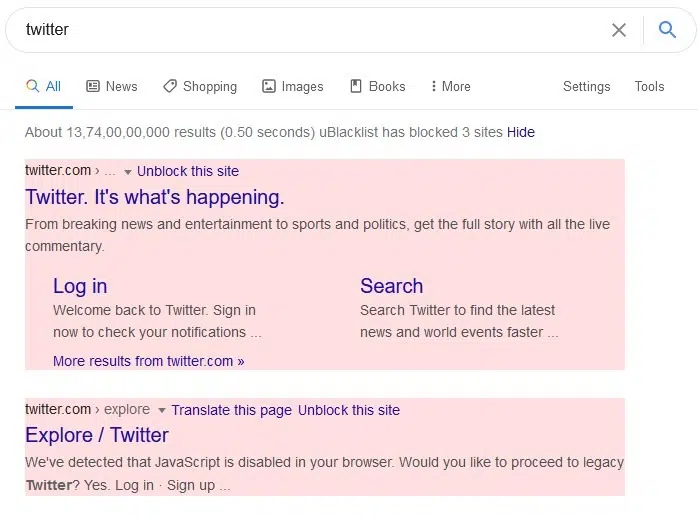 twitter
All News Shopping Images Books More Settings Tools
About 13,74,00,00,000 results (0.50 seconds) uBlacklist has blocked 3 sites Hide
twitter.com › ... Unblock this site
Twitter. It's what's happening.
From breaking news and entertainment to sports and politics, get the full story with all the live
commentary.
Log in
Welcome back to Twitter. Sign in
now to check your notifications ...
Search
Search Twitter to find the latest
news and world events faster ...
More results from twitter.com »
twitter.com › explore Translate this page Unblock this site
Explore / Twitter
We've detected that JavaScript is disabled in your browser. Would you like to proceed to legacy
Twitter? Yes. Log in · Sign up ...